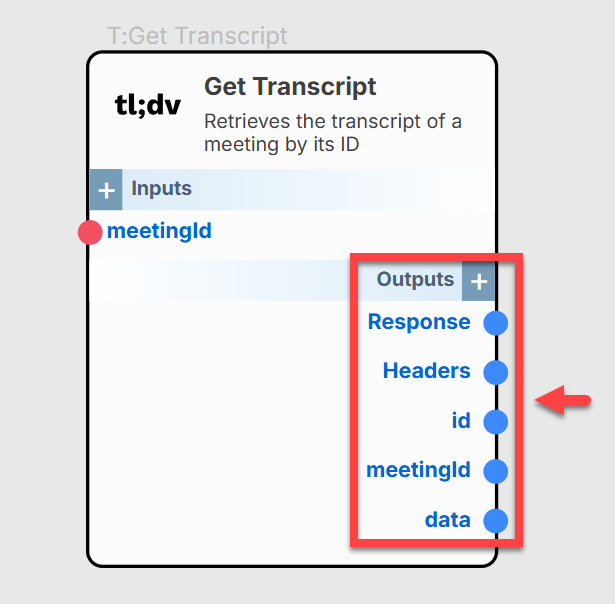 T:Get Transcript
tl;dv
Get Transcript
Retrieves the transcript of a
meeting by its ID
+ Inputs
meetingId
Outputs +
Response
Headers
id
meetingId
data